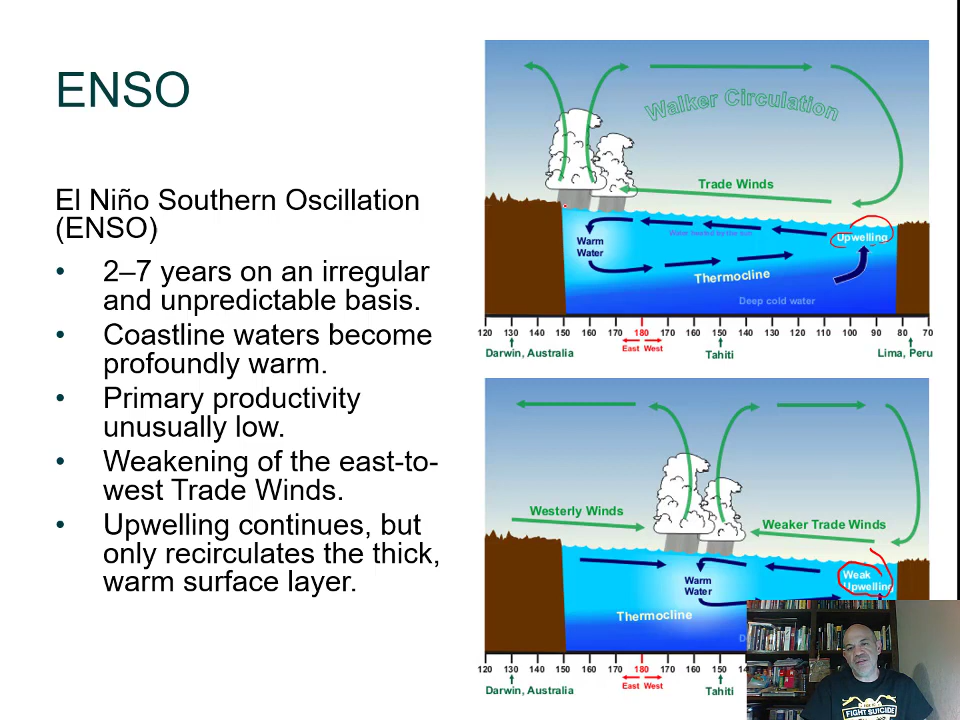 ENSO
El Niño Southern Oscillation
(ENSO)
• 2–7 years on an irregular
and unpredictable basis.
• Coastline waters become
profoundly warm.
• Primary productivity
unusually low.
• Weakening of the east-to-
west Trade Winds.
• Upwelling continues, but
only recirculates the thick,
warm surface layer.
Walker Circulation
Trade Winds
Water heated by the sun
Upwelling
Warm
Water
Thermocline
Deep cold water
120 130 140 150 160 170 180 170 160 150 140 130 120 110 100 90 80 70
East West
Darwin, Australia
Tahiti
Lima, Peru
Westerly Winds
Weaker Trade Winds
Weak
Upwelling
Warm
Water
Thermocline
120 130 140 150 160 170 180 170 160 150
East West
Darwin, Australia
Tahiti
FIGHT SUICIDE